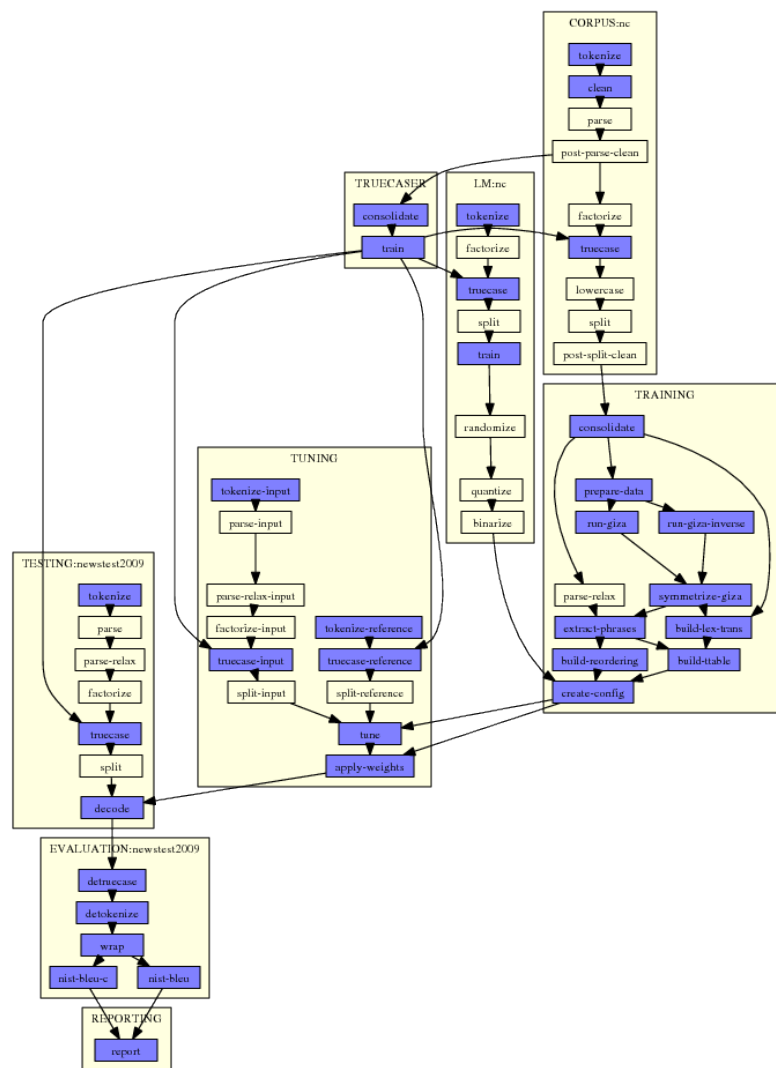 CORPUS:nc
tokenize
clean
parse
post-parse-clean
factorize
truecase
lowercase
split
post-split-clean
TRUECASER
consolidate
train
LM:nc
tokenize
factorize
truecase
split
train
randomize
quantize
binarize
TRAINING
consolidate
prepare-data
run-giza
run-giza-inverse
parse-relax
symmetrize-giza
extract-phrases
build-lex-trans
build-reordering
build-ttable
create-config
TUNING
tokenize-input
parse-input
parse-relax-input
factorize-input
tokenize-reference
truecase-input
truecase-reference
split-input
split-reference
tune
apply-weights
TESTING:newstest2009
tokenize
parse
parse-relax
factorize
truecase
split
decode
EVALUATION:newstest2009
detruecase
detokenize
wrap
nist-bleu-c
nist-bleu
REPORTING
report